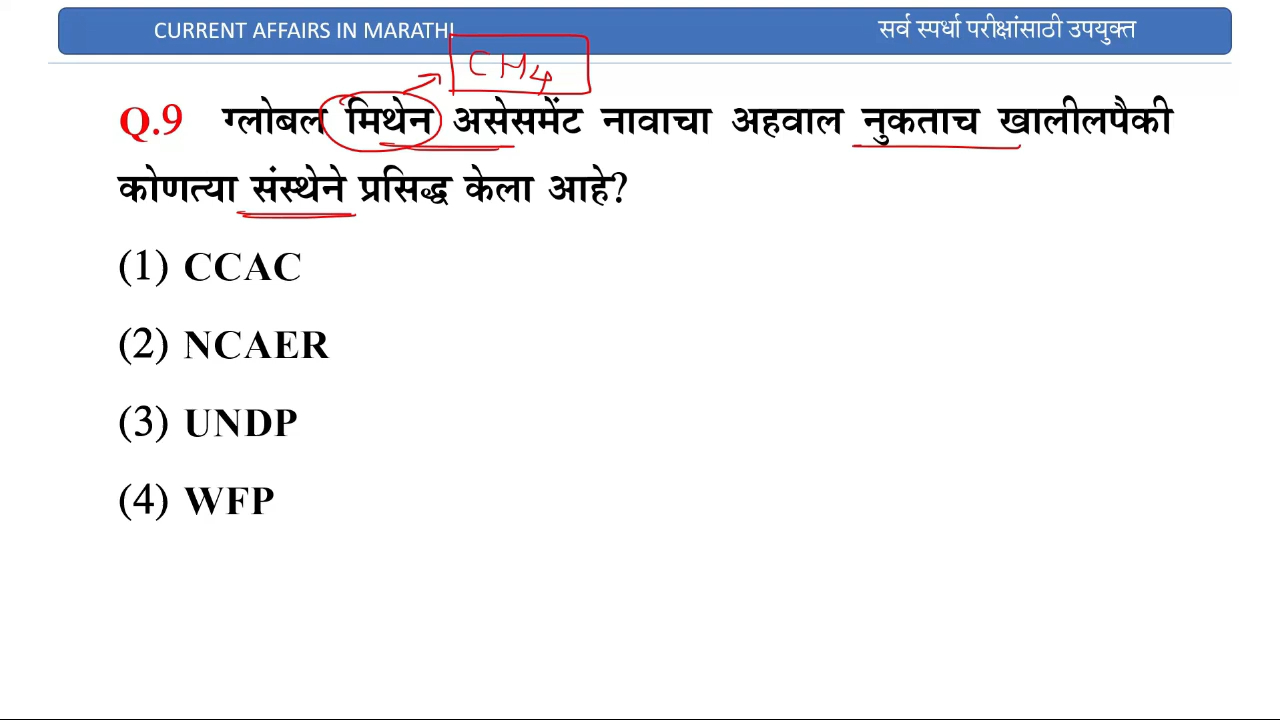 CURRENT AFFAIRS IN MARATHI
सर्व स्पर्धा परीक्षांसाठी उपयुक्त
CH4
Q.9 ग्लोबल मिथेन असेसमेंट नावाचा अहवाल नुकताच खालीलपैकी
कोणत्या संस्थेने प्रसिद्ध केला आहे?
(1) CCAC
(2) NCAER
(3) UNDP
(4) WFP